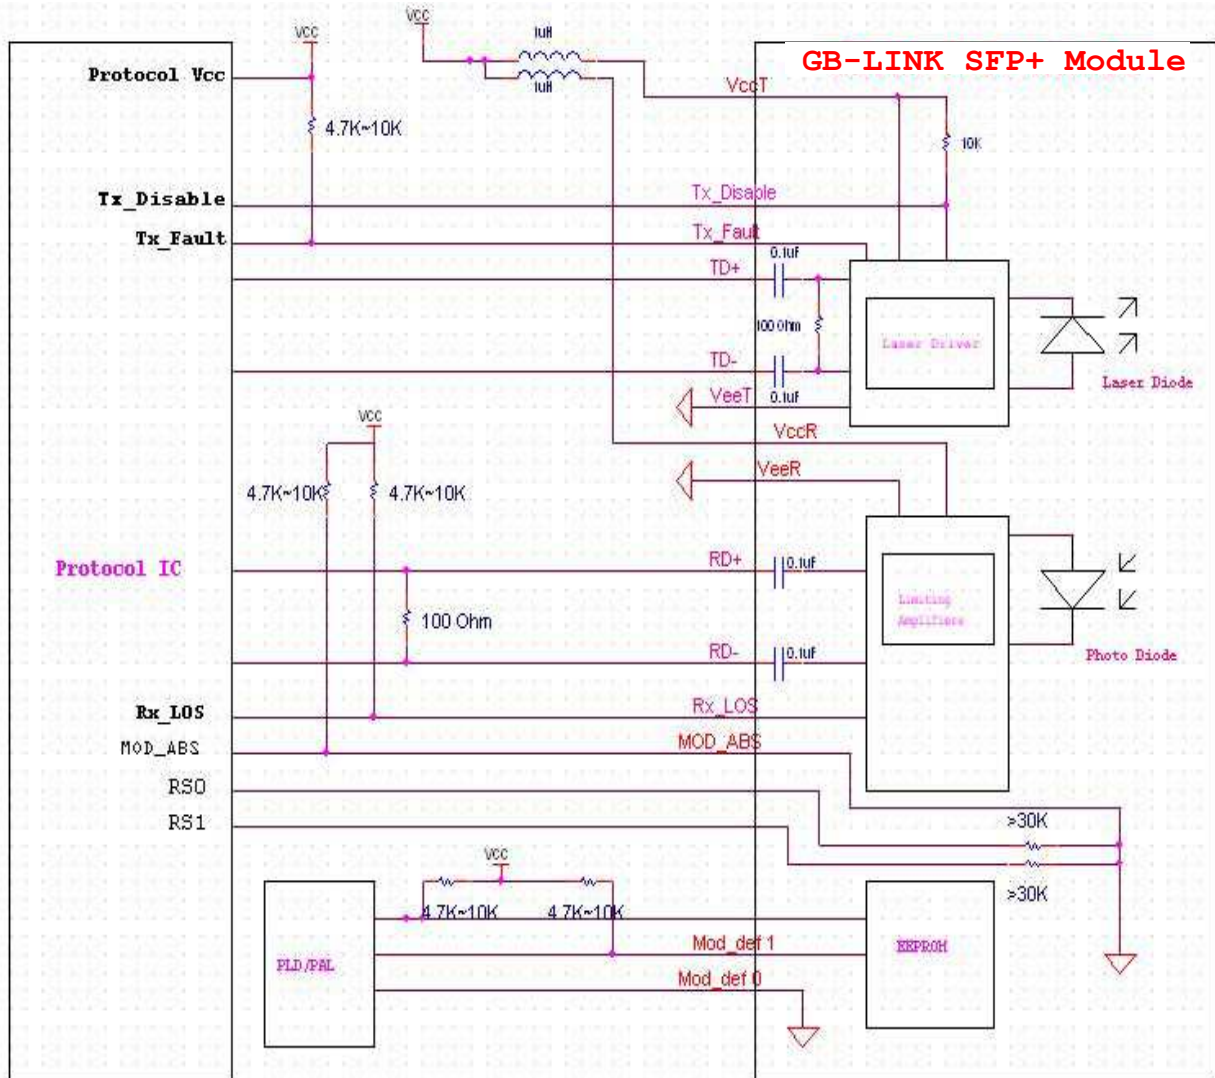 VCC
VCC
1uH
1uH
GB-LINK SFP+ Module
Protocol Vcc
VccT
4.7K~10K
10K
Tx_Disable
Tx_Disable
Tx_Fault
Tx_Fault
0.1uf
TD+
100 Ohm
Laser Driver
TD-
Laser Diode
VeeT
0.1uf
VCC
VccR
VeeR
4.7K~10K
4.7K~10K
Protocol IC
RD+
0.1uf
100 Ohm
Limiting
Amplifiers
RD-
0.1uf
Photo Diode
Rx_LOS
Rx_LOS
MOD_ABS
MOD_ABS
RS0
RS1
>30K
VCC
>30K
4.7K~10K
4.7K~10K
Mod_def 1
EEPROM
PLD/PAL
Mod_def 0